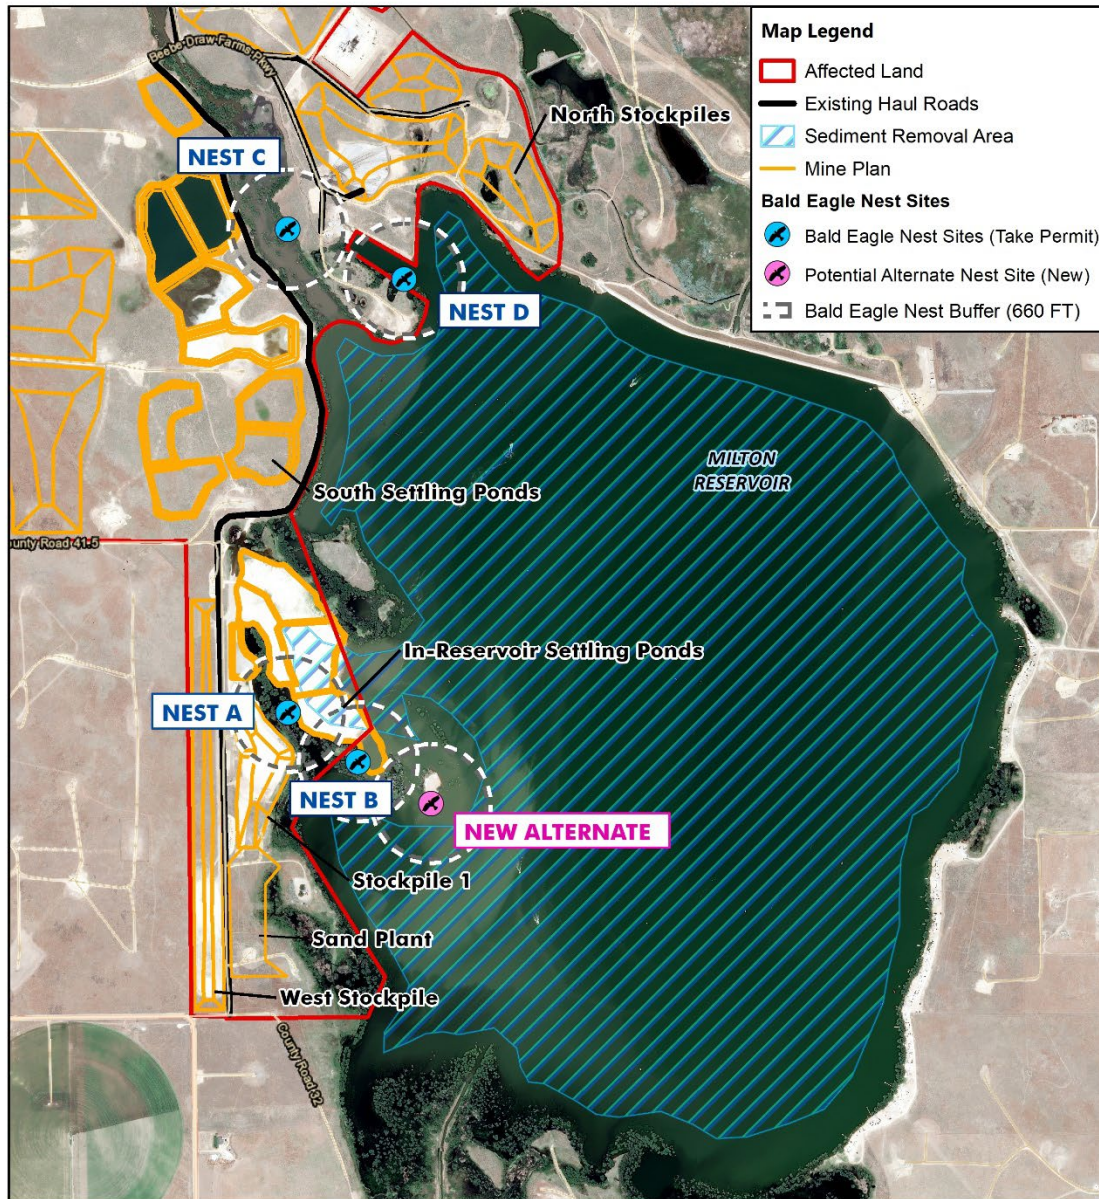 Map Legend
Affected Land
Existing Haul Roads
Sediment Removal Area
Mine Plan
Bald Eagle Nest Sites
Bald Eagle Nest Sites (Take Permit)
Potential Alternate Nest Site (New)
Bald Eagle Nest Buffer (660 FT)
Beebe-Draw-Farms-Pkwy
North Stockpiles
NEST C
NEST D
MILTON
RESERVOIR
South Settling Ponds
ounty Road 41-5
In-Reservoir Settling Ponds
NEST A
NEST B
NEW ALTERNATE
Stockpile 1
Sand Plant
West Stockpile
County Road 32